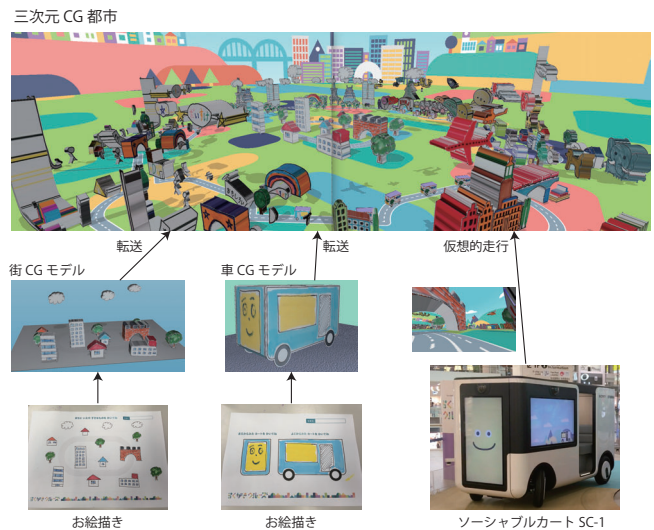 三次元 CG 都市
転送
転送
仮想的走行
街 CG モデル
車 CG モデル
お絵描き
お絵描き
ソーシャブルカート SC-1